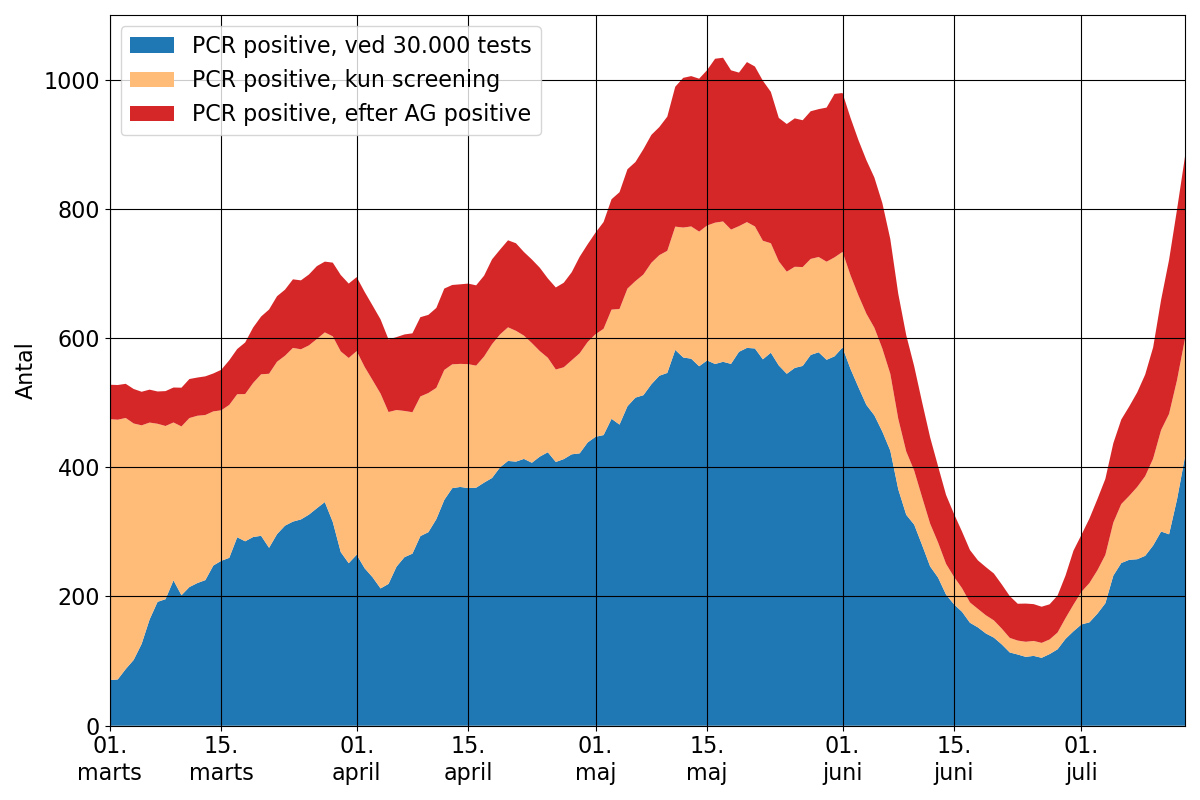 PCR positive, ved 30.000 tests
PCR positive, kun screening
PCR positive, efter AG positive
Antal
1000
800
600
400
200
0
01. 15. 01. 15. 01. 15. 01. 15. 01.
marts marts april april maj maj juni juni juli